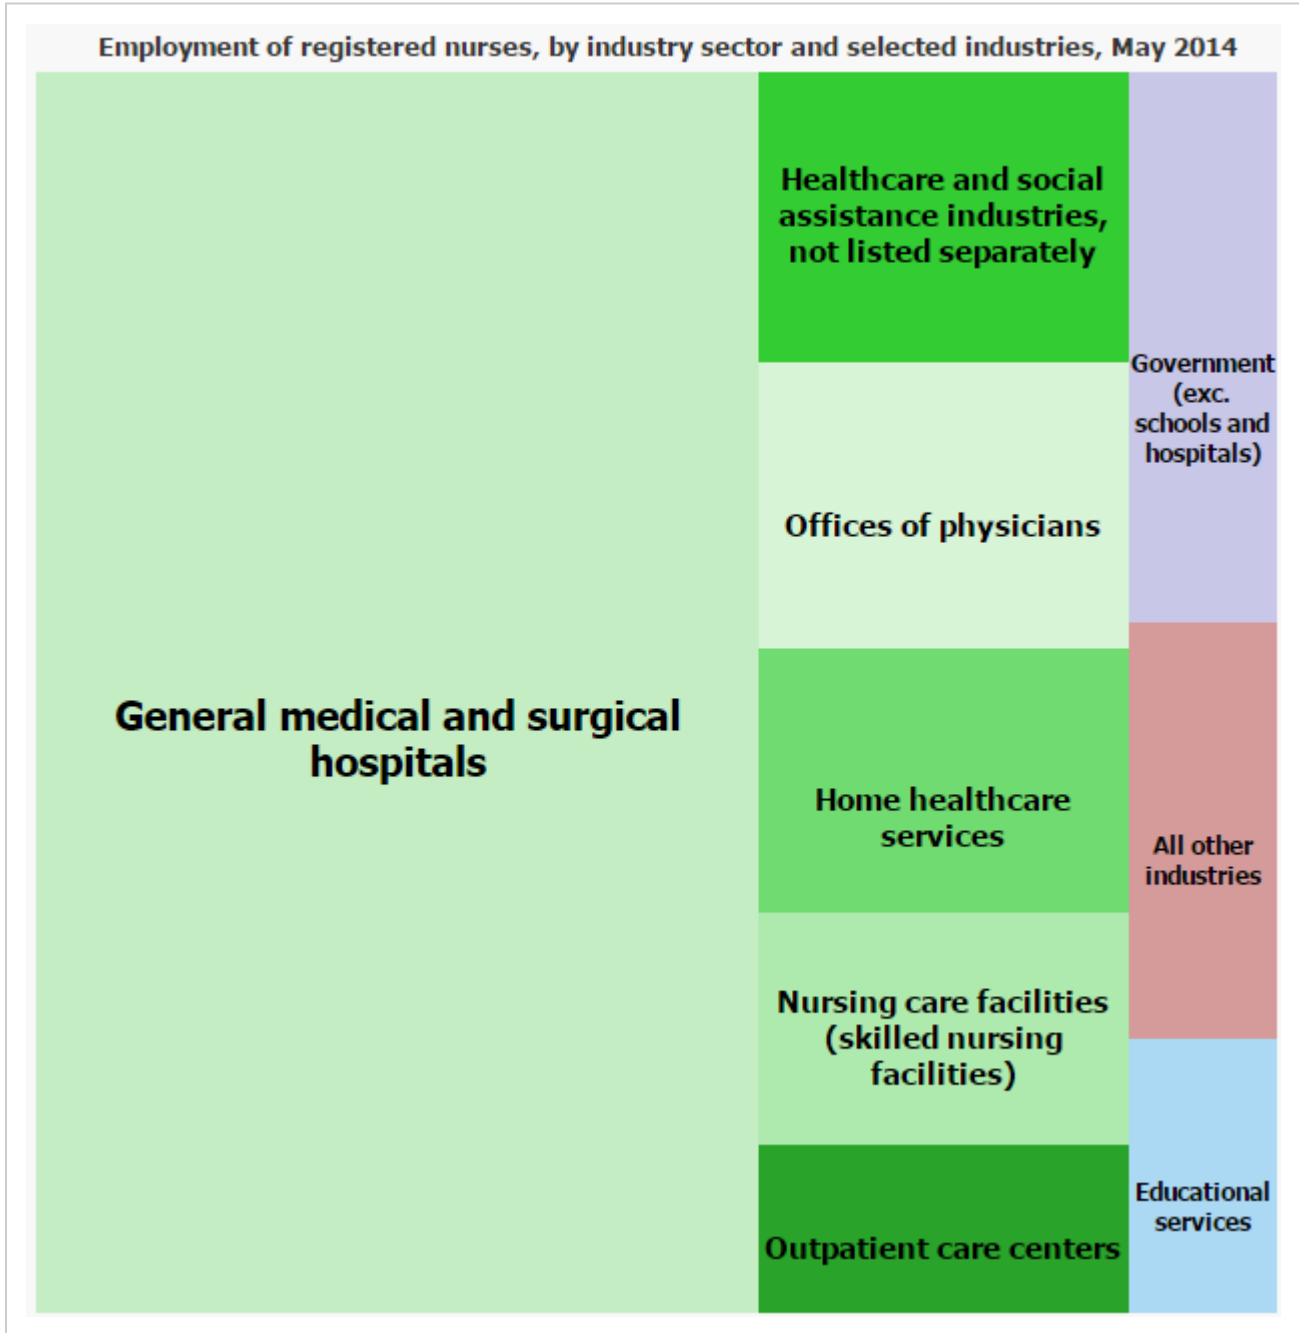 Employment of registered nurses, by industry sector and selected industries, May 2014
General medical and surgical
hospitals
Healthcare and social
assistance industries,
not listed separately
Offices of physicians
Home healthcare
services
Nursing care facilities
(skilled nursing
facilities)
Outpatient care centers
Government
(exc.
schools and
hospitals)
All other
industries
Educational
services